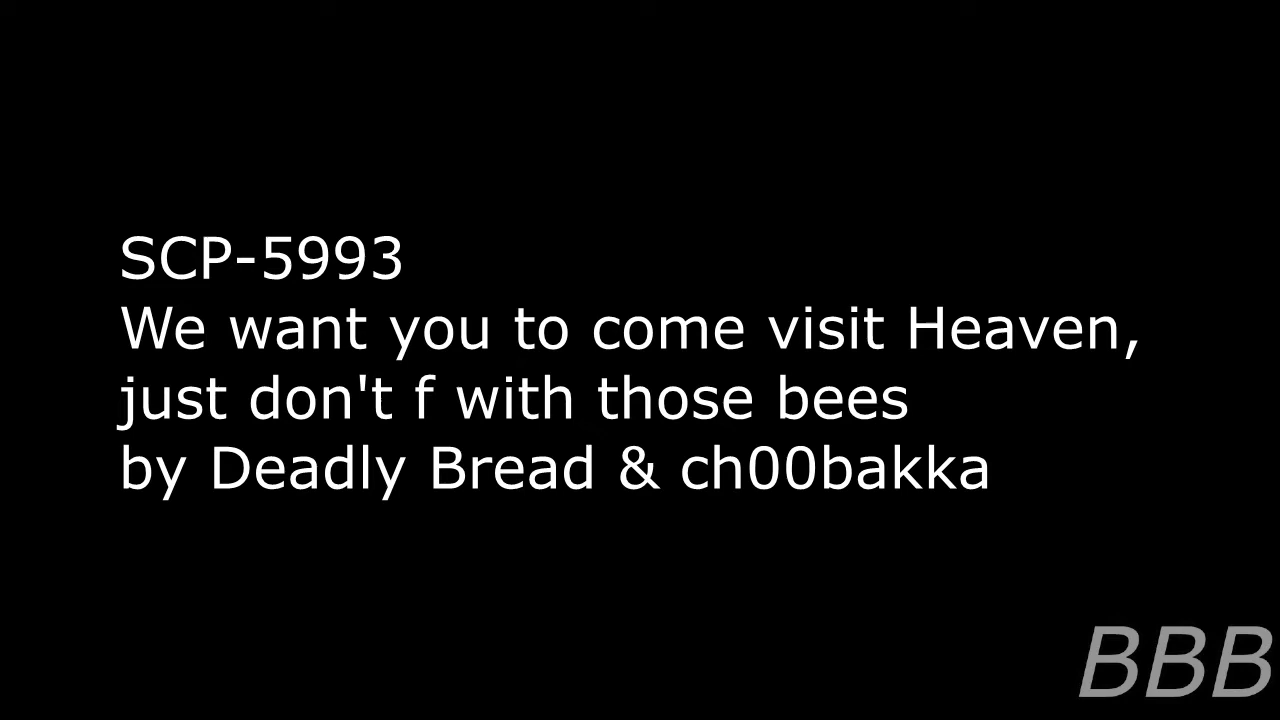 SCP-5993
We want you to come visit Heaven,
just don't f with those bees
by Deadly Bread & ch00bakka
BBB